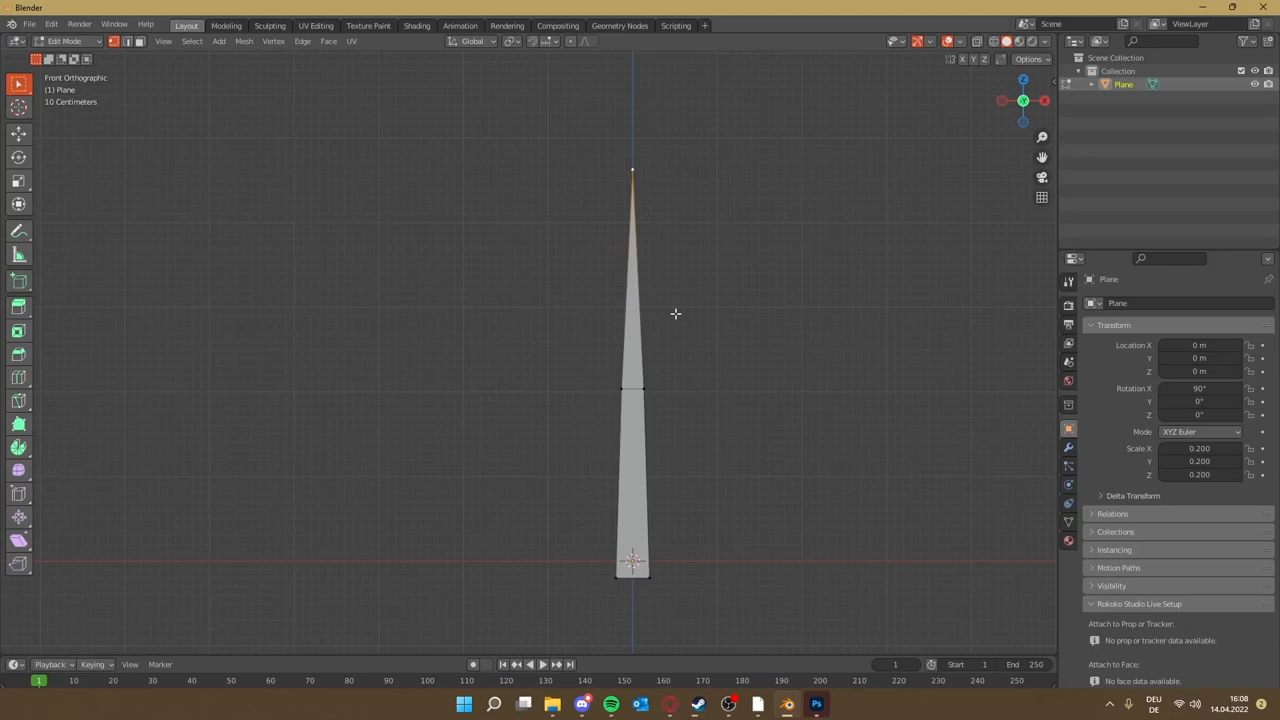 Blender
File Edit Render Window Help
Layout Modeling Sculpting UV Editing Texture Paint Shading Animation Rendering Compositing Geometry Nodes Scripting +
Scene
ViewLayer
Edit Mode
View Select Add Mesh Vertex Edge Face UV
Global
X Y Z
Options
Front Orthographic
(1) Plane
10 Centimeters
Z
Y
X
Scene Collection
Collection
Plane
Plane
Plane
Transform
Location X 0 m
Y 0 m
Z 0 m
Rotation X 90°
Y 0°
Z 0°
Mode XYZ Euler
Scale X 0.200
Y 0.200
Z 0.200
Delta Transform
Relations
Collections
Instancing
Motion Paths
Visibility
Rokoko Studio Live Setup
Attach to Prop or Tracker:
No prop or tracker data available.
Attach to Face:
No face data available.
Playback Keying View Marker
1 Start 1 End 250
1 10 20 30 40 50 60 70 80 90 100 110 120 130 140 150 160 170 180 190 200 210 220 230 240 250
Ps
DEU
DE
16:08
14.04.2022